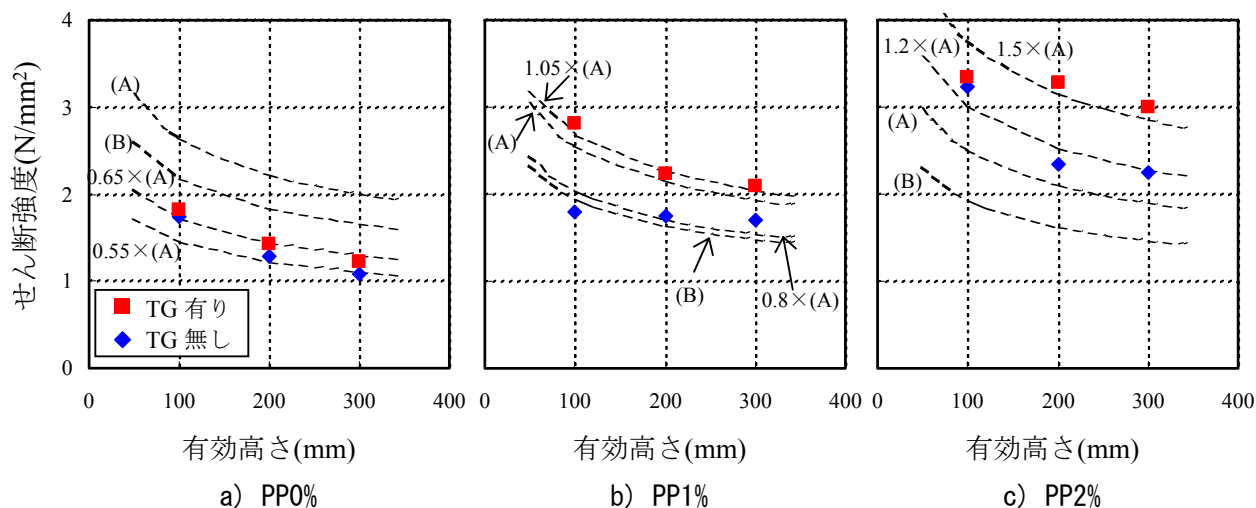 せん断強度(N/mm²)
4
3
2
1
0
(A)
(B)
0.65×(A)
0.55×(A)
TG 有り
TG 無し
0 100 200 300 400
有効高さ(mm)
a) PP0%
1.05×(A)
(A)
(B)
0.8×(A)
0 100 200 300 400
有効高さ(mm)
b) PP1%
1.2×(A)
1.5×(A)
(A)
(B)
0 100 200 300 400
有効高さ(mm)
c) PP2%